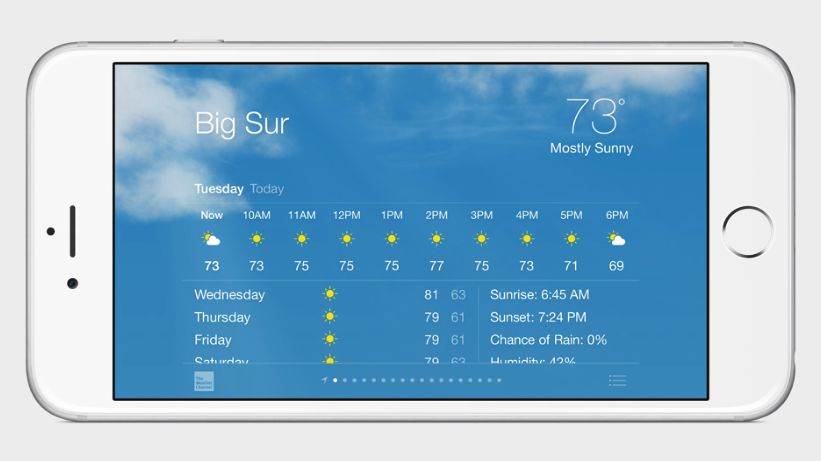 Big Sur
73°
Mostly Sunny
Tuesday Today
Now 10AM 11AM 12PM 1PM 2PM 3PM 4PM 5PM 6PM
73 73 75 75 75 77 75 73 71 69
Wednesday 81 63
Thursday 79 61
Friday 79 61
Saturday 79 63
Sunrise: 6:45 AM
Sunset: 7:24 PM
Chance of Rain: 0%
Humidity: 42%
The
Weather
Channel